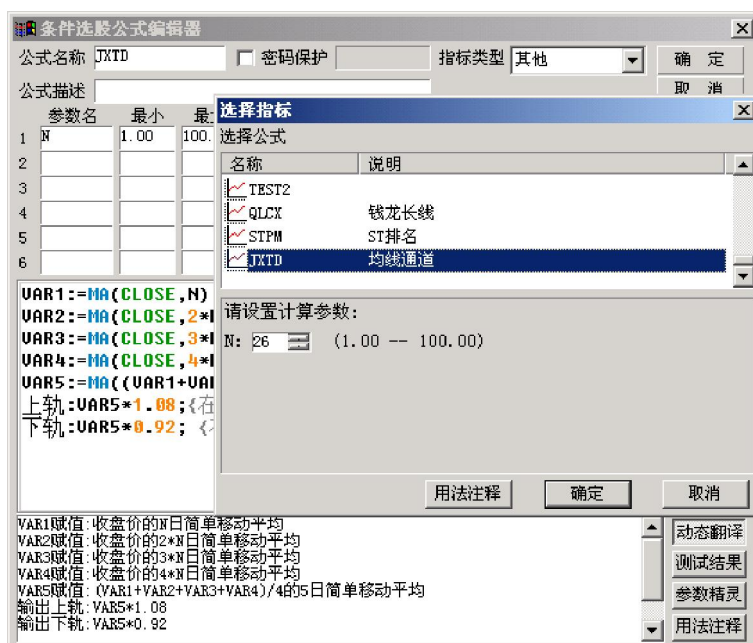 条件选股公式编辑器
公式名称 JXTD 密码保护 指标类型 其他 确 定
公式描述 取 消
参数名 最小
1 N 1.00 100.
2
3
4
5
6
选择指标
选择公式
名称 说明
TEST2
QLCX 钱龙长线
STPM ST排名
JXTD 均线通道
请设置计算参数:
N: 26 (1.00 -- 100.00)
用法注释 确定 取消
VAR1:=MA(CLOSE,N)
VAR2:=MA(CLOSE,2*
VAR3:=MA(CLOSE,3*
VAR4:=MA(CLOSE,4*
VAR5:=MA((VAR1+VA
上轨:VAR5*1.08;{在
下轨:VAR5*0.92; {
VAR1赋值:收盘价的N日简单移动平均
VAR2赋值:收盘价的2*N日简单移动平均
VAR3赋值:收盘价的3*N日简单移动平均
VAR4赋值:收盘价的4*N日简单移动平均
VAR5赋值:(VAR1+VAR2+VAR3+VAR4)/4的5日简单移动平均
输出上轨:VAR5*1.08
输出下轨:VAR5*0.92
动态翻译
测试结果
参数精灵
用法注释